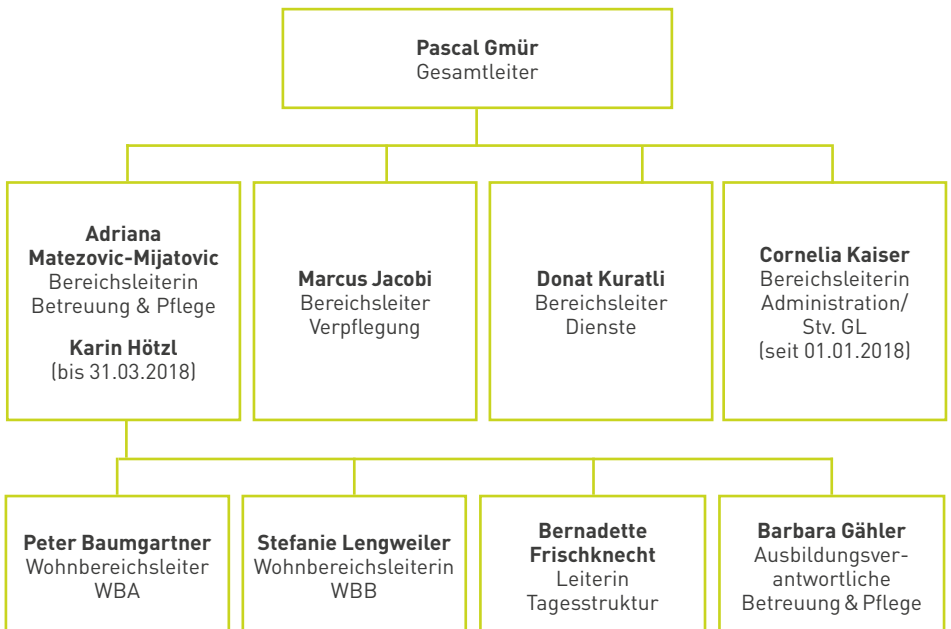 Pascal Gmür
Gesamtleiter
Adriana
Matezovic-Mijatovic
Bereichsleiterin
Betreuung & Pflege
Karin Hötzl
(bis 31.03.2018)
Marcus Jacobi
Bereichsleiter
Verpflegung
Donat Kuratli
Bereichsleiter
Dienste
Cornelia Kaiser
Bereichsleiterin
Administration/
Stv. GL
(seit 01.01.2018)
Peter Baumgartner
Wohnbereichsleiter
WBA
Stefanie Lengweiler
Wohnbereichsleiterin
WBB
Bernadette
Frischknecht
Leiterin
Tagesstruktur
Barbara Gähler
Ausbildungsver-
antwortliche
Betreuung & Pflege